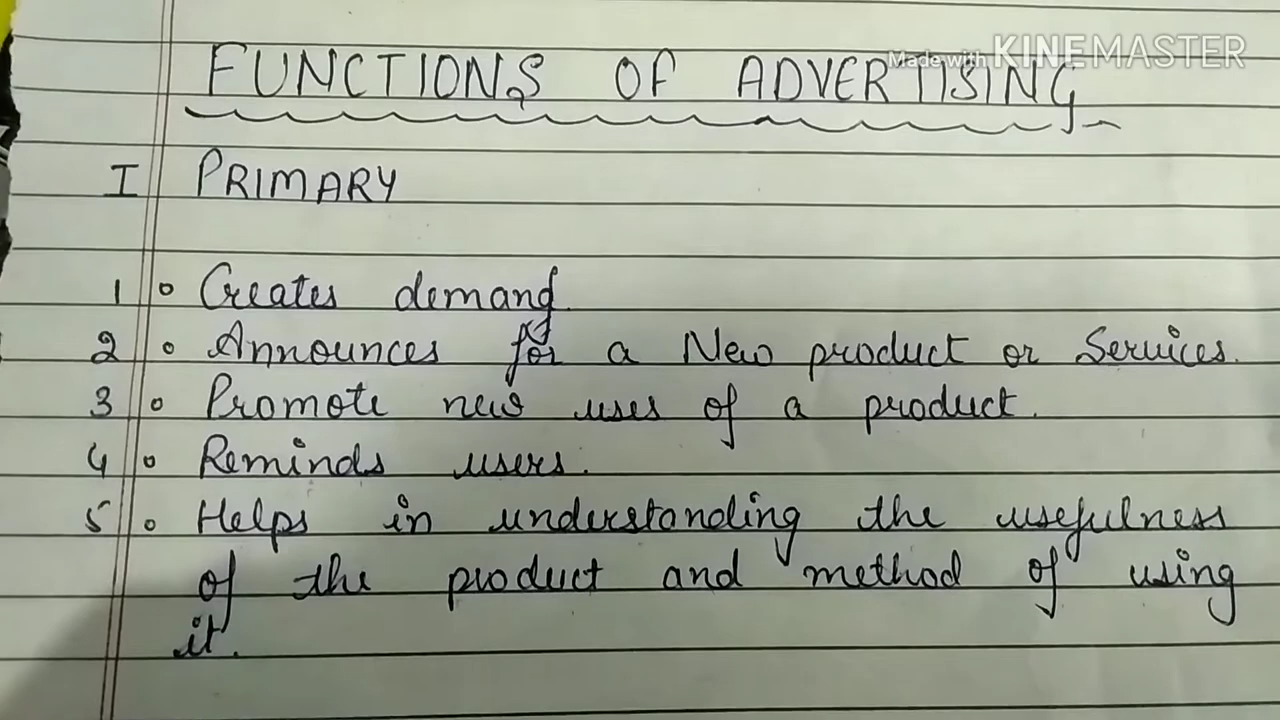 Made with KINEMASTER
FUNCTIONS OF ADVERTISING
I PRIMARY
1. Creates demand.
2. Announces for a New product or Services.
3. Promote new uses of a product.
4. Reminds users.
5. Helps in understanding the usefulness
of the product and method of using
it.